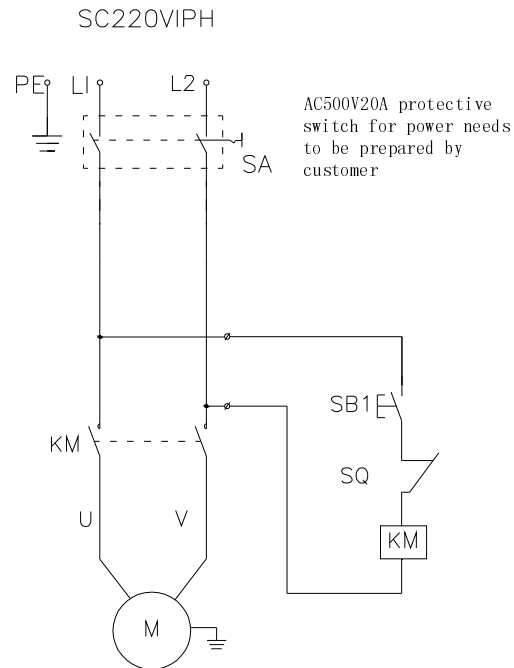 SC220VIPH
PE
L1
L2
AC500V20A protective
switch for power needs
to be prepared by
customer
SA
SB1
KM
SQ
U
V
KM
M